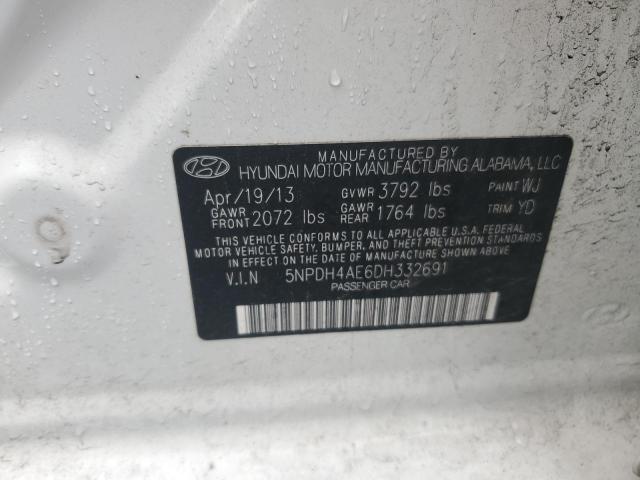 MANUFACTURED BY
HYUNDAI MOTOR MANUFACTURING ALABAMA, LLC
Apr/19/13 GVWR 3792 lbs PAINT WJ
GAWR FRONT 2072 lbs GAWR REAR 1764 lbs TRIM YD
THIS VEHICLE CONFORMS TO ALL APPLICABLE U.S.A. FEDERAL
MOTOR VEHICLE SAFETY, BUMPER, AND THEFT PREVENTION STANDARDS
IN EFFECT ON THE DATE OF MANUFACTURE SHOWN ABOVE
V.I.N 5NPDH4AE6DH332691
PASSENGER CAR